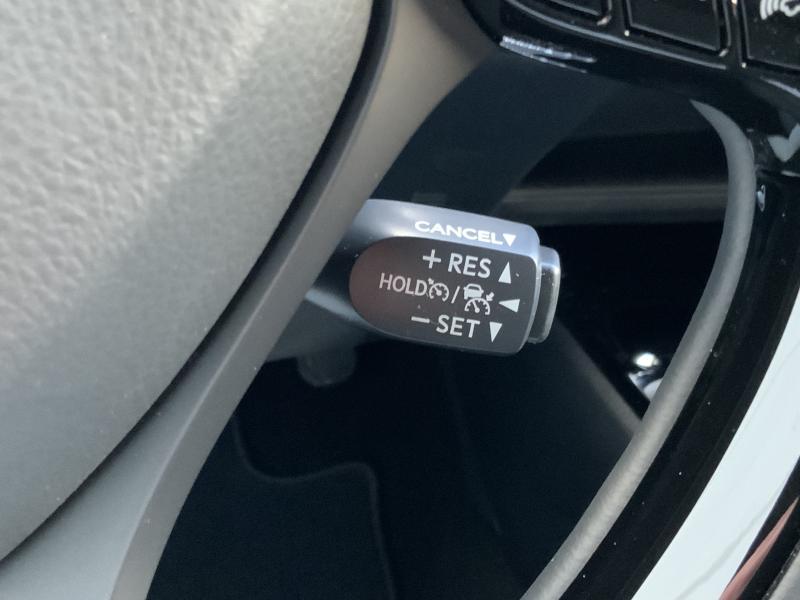 CANCEL▼
+ RES ▲
HOLD / ◀
− SET ▼